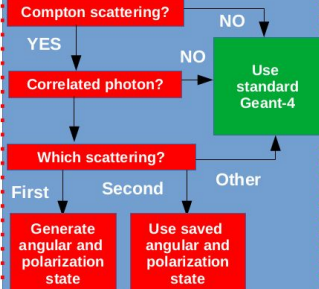 Compton scattering?
NO
YES
NO
Correlated photon?
Use
standard
Geant-4
Which scattering?
First
Second
Other
Generate
angular and
polarization
state
Use saved
angular and
polarization
state